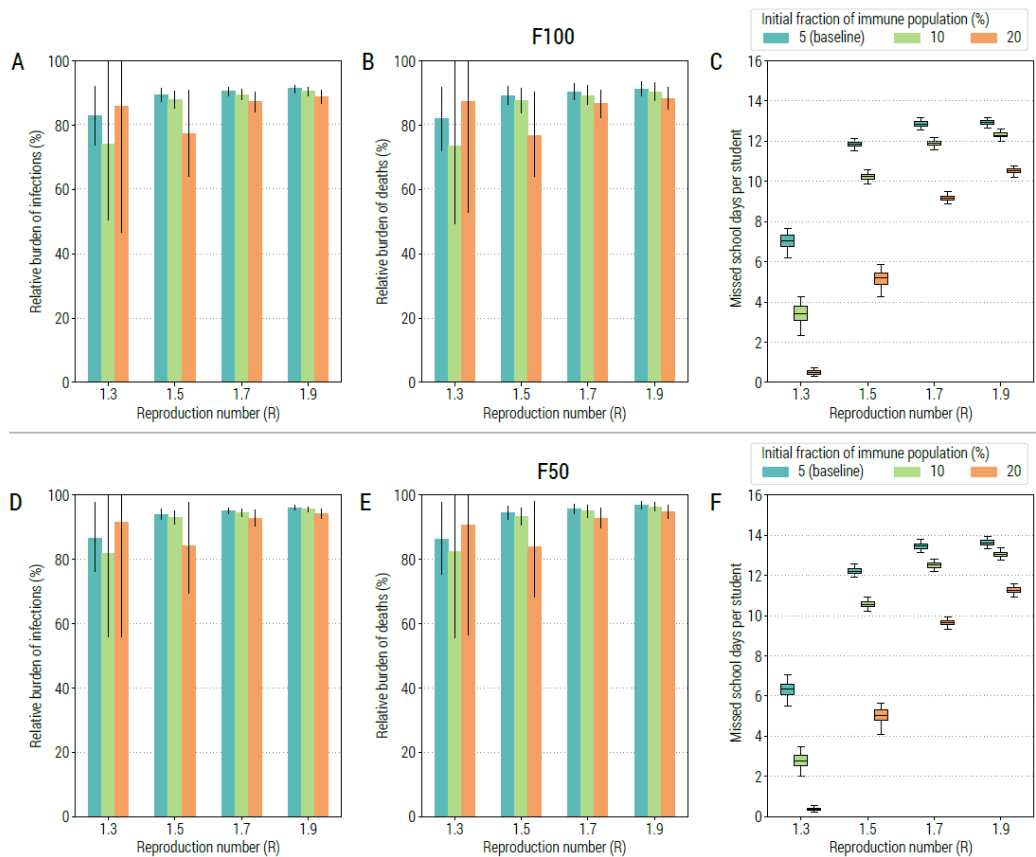 F100
Initial fraction of immune population (%)
5 (baseline) 10 20
A
Relative burden of infections (%)
100
80
60
40
20
0
1.3 1.5 1.7 1.9
Reproduction number (R)
B
Relative burden of deaths (%)
100
80
60
40
20
0
1.3 1.5 1.7 1.9
Reproduction number (R)
C
Missed school days per student
16
14
12
10
8
6
4
2
0
1.3 1.5 1.7 1.9
Reproduction number (R)
F50
Initial fraction of immune population (%)
5 (baseline) 10 20
D
Relative burden of infections (%)
100
80
60
40
20
0
1.3 1.5 1.7 1.9
Reproduction number (R)
E
Relative burden of deaths (%)
100
80
60
40
20
0
1.3 1.5 1.7 1.9
Reproduction number (R)
F
Missed school days per student
16
14
12
10
8
6
4
2
0
1.3 1.5 1.7 1.9
Reproduction number (R)